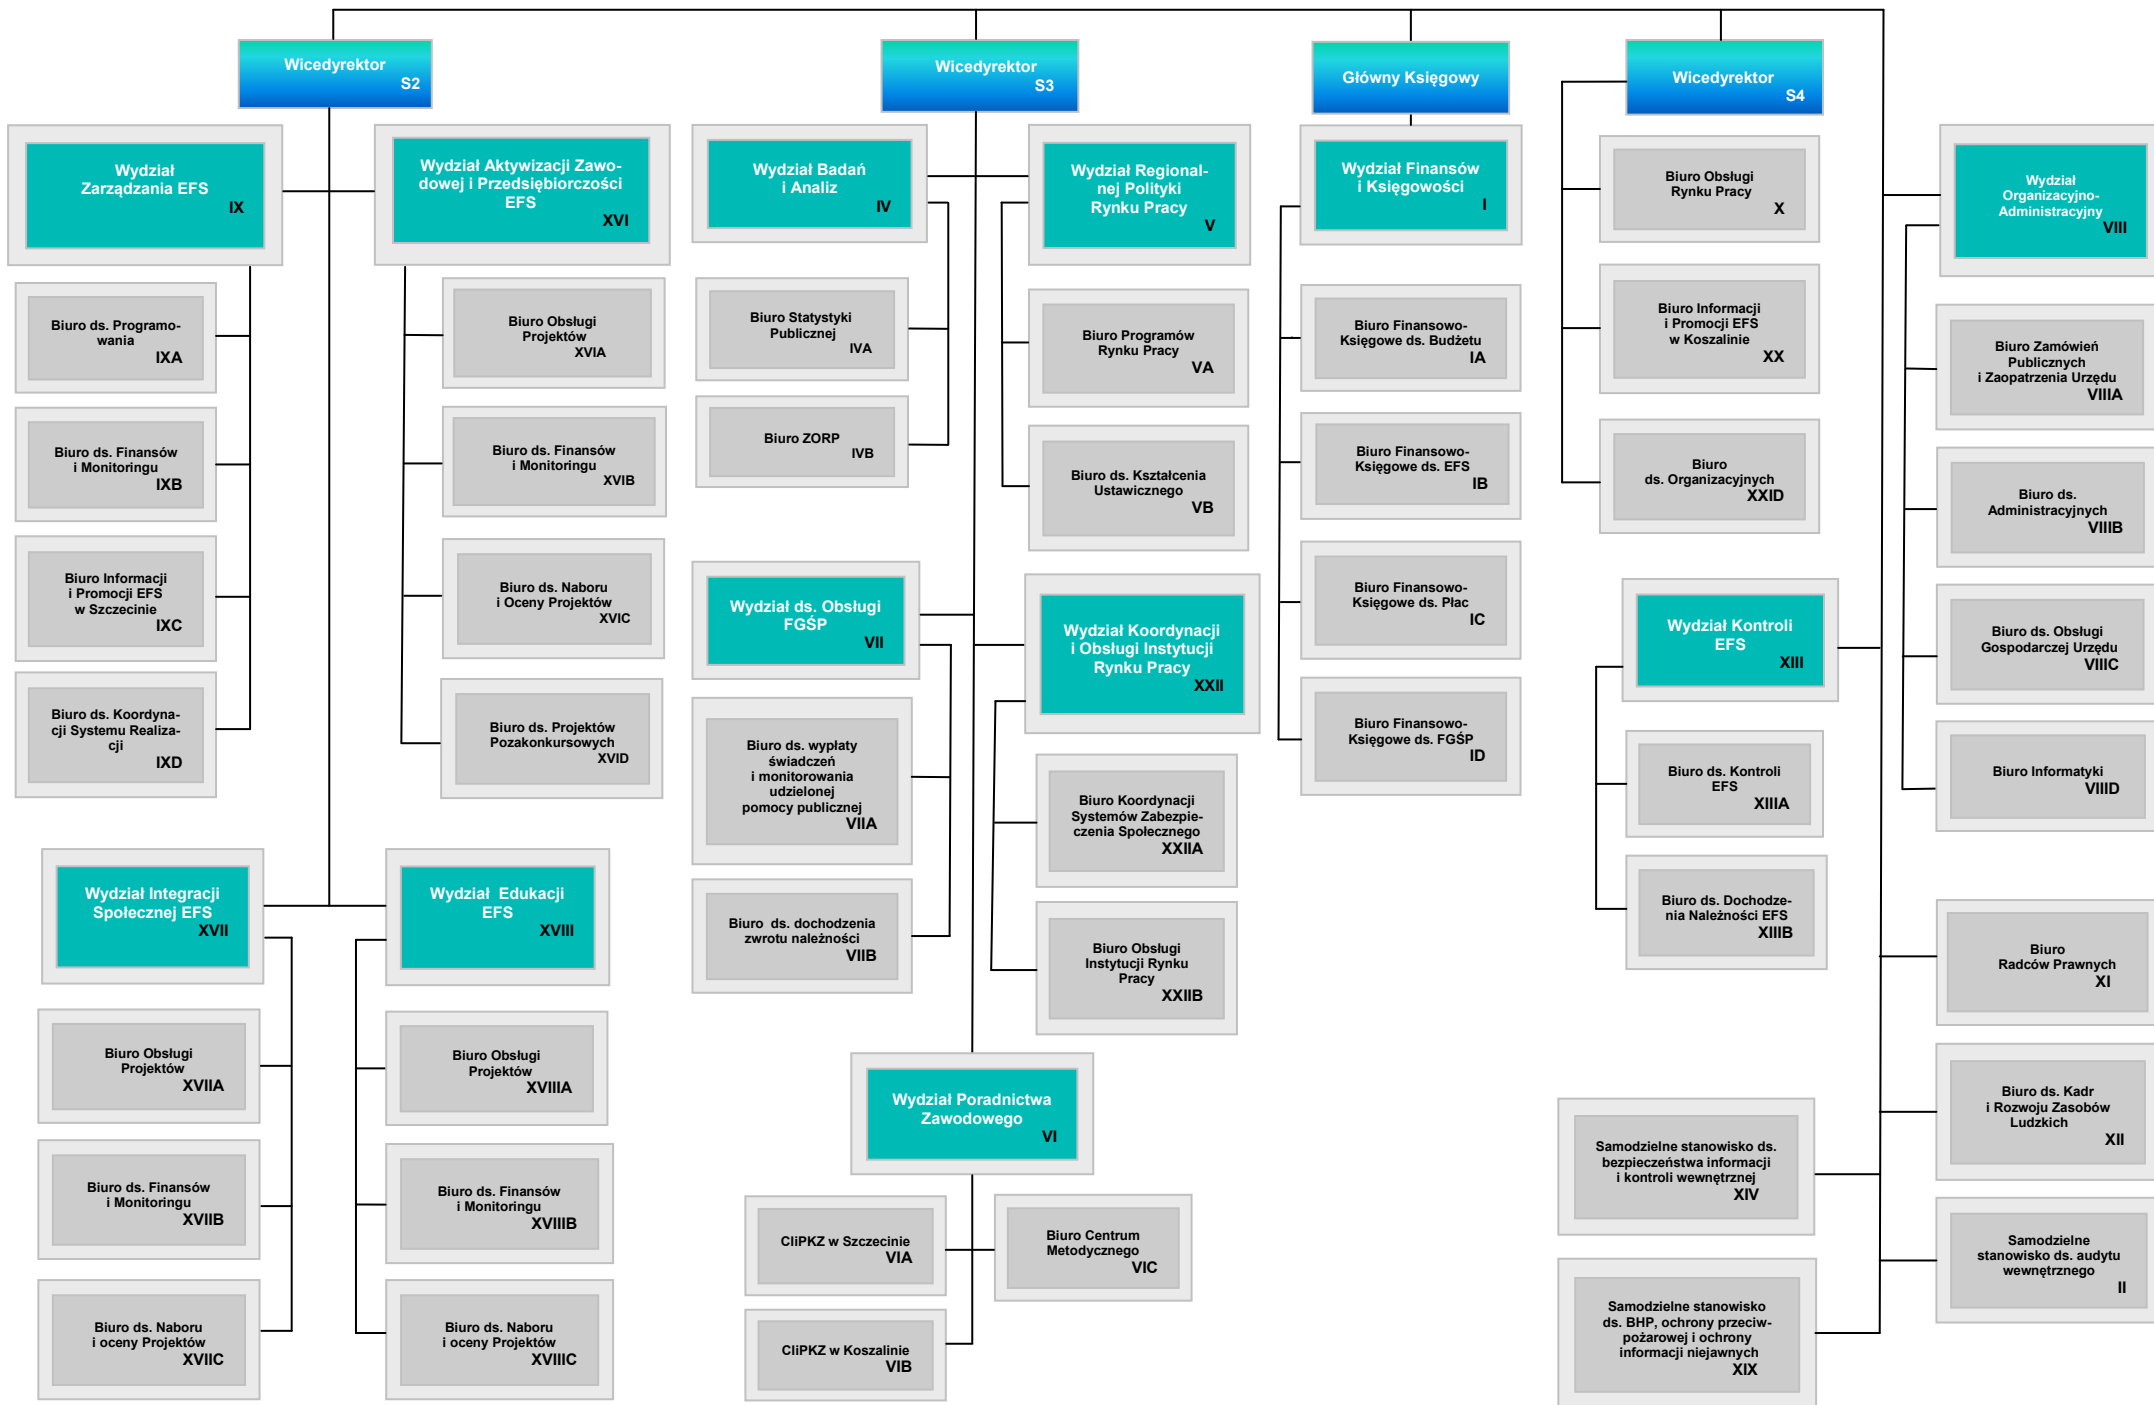 Wicedyrektor
S2
Wicedyrektor
S3
Główny Księgowy
Wicedyrektor
S4
Wydział
Zarządzania EFS
IX
Wydział Aktywizacji Zawo-
dowej i Przedsiębiorczości
EFS
XVI
Wydział Badań
i Analiz
IV
Wydział Regional-
nej Polityki
Rynku Pracy
V
Wydział Finansów
i Księgowości
I
Biuro Obsługi
Rynku Pracy
X
Wydział
Organizacyjno-
Administracyjny
VIII
Biuro ds. Programo-
wania
IXA
Biuro Obsługi
Projektów
XVIA
Biuro Statystyki
Publicznej
IVA
Biuro Programów
Rynku Pracy
VA
Biuro Finansowo-
Księgowe ds. Budżetu
IA
Biuro Informacji
i Promocji EFS
w Koszalinie
XX
Biuro Zamówień
Publicznych
i Zaopatrzenia Urzędu
VIIIA
Biuro ds. Finansów
i Monitoringu
IXB
Biuro ds. Finansów
i Monitoringu
XVIB
Biuro ZORP
IVB
Biuro ds. Kształcenia
Ustawicznego
VB
Biuro Finansowo-
Księgowe ds. EFS
IB
Biuro
ds. Organizacyjnych
XXID
Biuro ds.
Administracyjnych
VIIIB
Biuro Informacji
i Promocji EFS
w Szczecinie
IXC
Biuro ds. Naboru
i Oceny Projektów
XVIC
Wydział ds. Obsługi
FGŚP
VII
Wydział Koordynacji
i Obsługi Instytucji
Rynku Pracy
XXII
Biuro Finansowo-
Księgowe ds. Płac
IC
Wydział Kontroli
EFS
XIII
Biuro ds. Obsługi
Gospodarczej Urzędu
VIIIC
Biuro ds. Koordyna-
cji Systemu Realiza-
cji
IXD
Biuro ds. Projektów
Pozakonkursowych
XVID
Biuro ds. wypłaty
świadczeń
i monitorowania
udzielonej
pomocy publicznej
VIIA
Biuro Koordynacji
Systemów Zabezpie-
czenia Społecznego
XXIIA
Biuro Finansowo-
Księgowe ds. FGŚP
ID
Biuro ds. Kontroli
EFS
XIIIA
Biuro Informatyki
VIIID
Wydział Integracji
Społecznej EFS
XVII
Wydział  Edukacji
EFS
XVIII
Biuro  ds. dochodzenia
zwrotu należności
VIIB
Biuro Obsługi
Instytucji Rynku
Pracy
XXIIB
Biuro ds. Dochodze-
nia Należności EFS
XIIIB
Biuro
Radców Prawnych
XI
Biuro Obsługi
Projektów
XVIIA
Biuro Obsługi
Projektów
XVIIIA
Wydział Poradnictwa
Zawodowego
VI
Biuro ds. Kadr
i Rozwoju Zasobów
Ludzkich
XII
Biuro ds. Finansów
i Monitoringu
XVIIB
Biuro ds. Finansów
i Monitoringu
XVIIIB
CIiPKZ w Szczecinie
VIA
Biuro Centrum
Metodycznego
VIC
Samodzielne stanowisko ds.
bezpieczeństwa informacji
i kontroli wewnętrznej
XIV
Samodzielne
stanowisko ds. audytu
wewnętrznego
II
Biuro ds. Naboru
i oceny Projektów
XVIIC
Biuro ds. Naboru
i oceny Projektów
XVIIIC
CIiPKZ w Koszalinie
VIB
Samodzielne stanowisko
ds. BHP, ochrony przeciw-
pożarowej i ochrony
informacji niejawnych
XIX